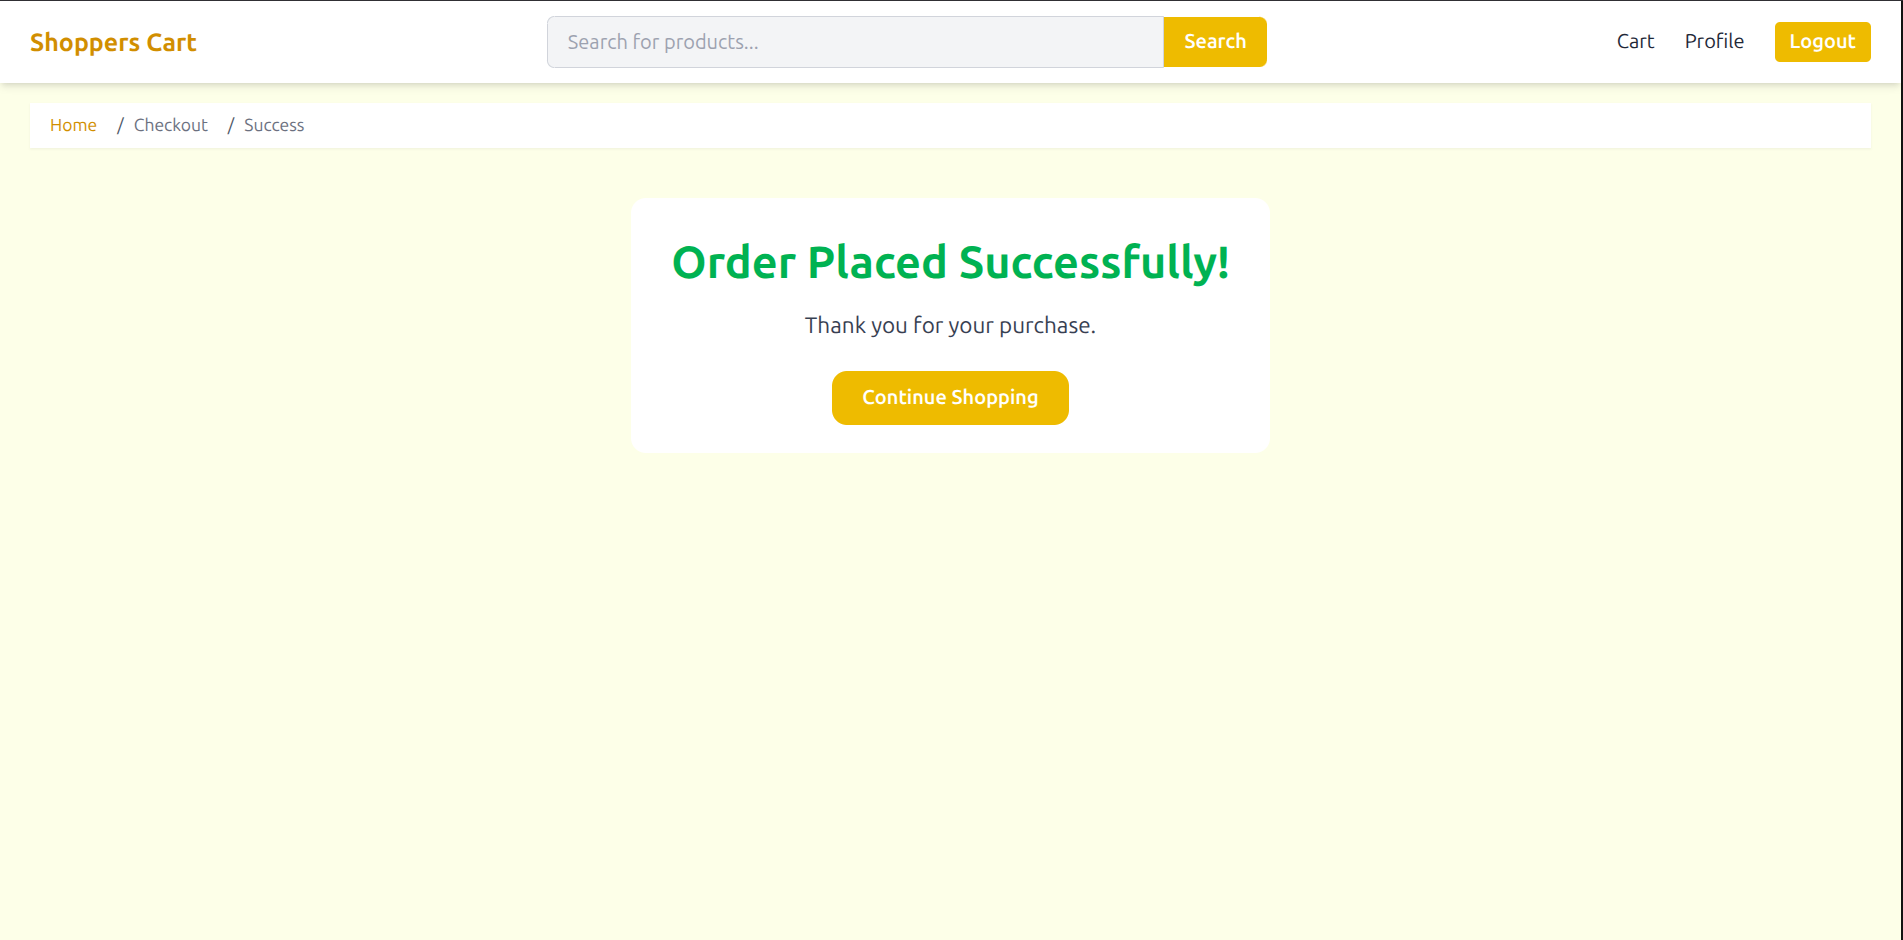 Shoppers Cart
Search for products...
Search
Cart
Profile
Logout
Home / Checkout / Success
Order Placed Successfully!
Thank you for your purchase.
Continue Shopping